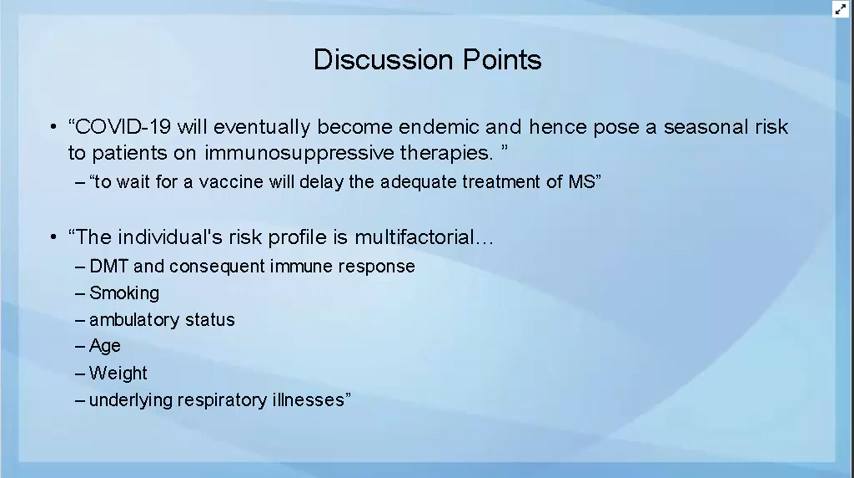 Discussion Points
• “COVID-19 will eventually become endemic and hence pose a seasonal risk
to patients on immunosuppressive therapies. ”
– “to wait for a vaccine will delay the adequate treatment of MS”
• “The individual's risk profile is multifactorial…
– DMT and consequent immune response
– Smoking
– ambulatory status
– Age
– Weight
– underlying respiratory illnesses”